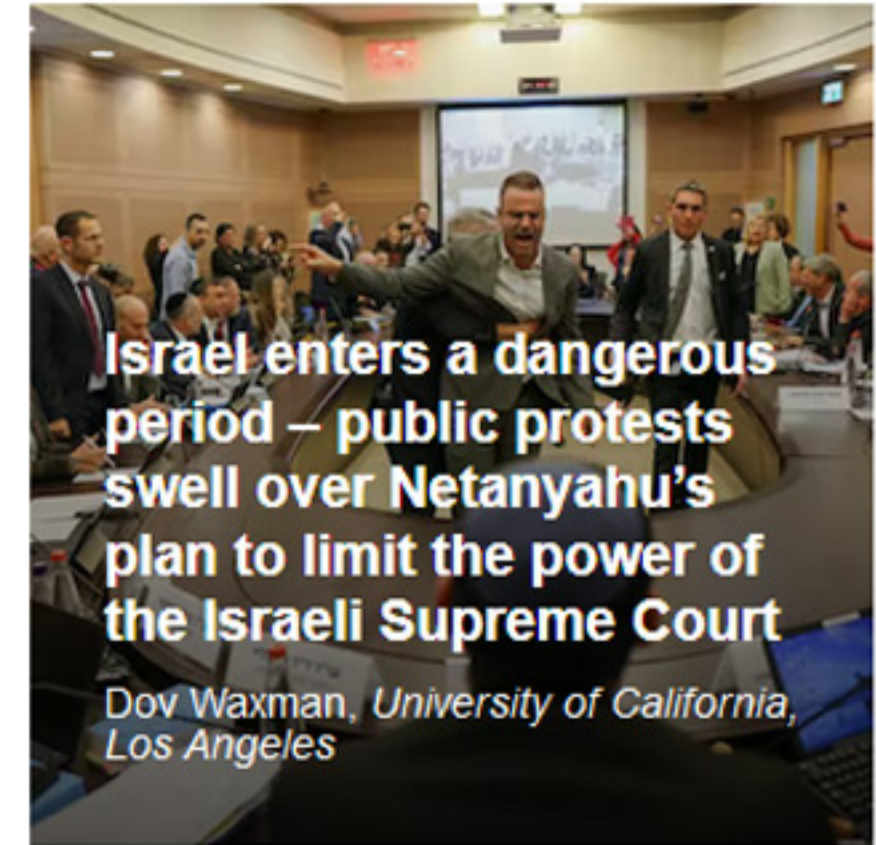 Israel enters a dangerous
period – public protests
swell over Netanyahu’s
plan to limit the power of
the Israeli Supreme Court
Dov Waxman, University of California,
Los Angeles